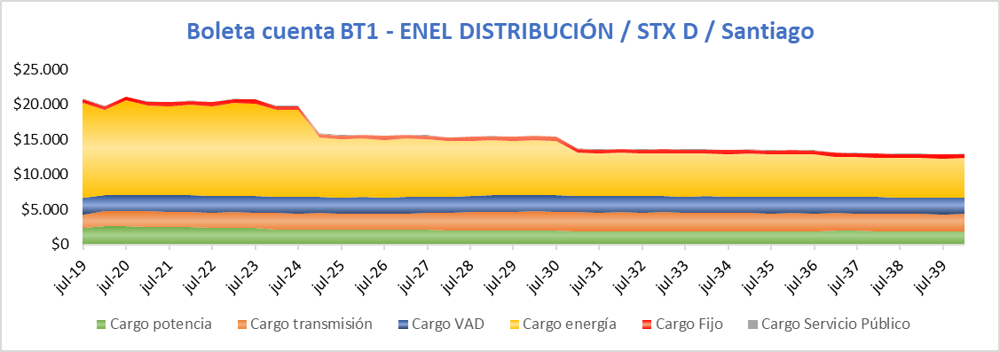 Boleta cuenta BT1 - ENEL DISTRIBUCIÓN / STX D / Santiago
$25.000
$20.000
$15.000
$10.000
$5.000
$0
jul-19 jul-20 jul-21 jul-22 jul-23 jul-24 jul-25 jul-26 jul-27 jul-28 jul-29 jul-30 jul-31 jul-32 jul-33 jul-34 jul-35 jul-36 jul-37 jul-38 jul-39
Cargo potencia Cargo transmisión Cargo VAD Cargo energía Cargo Fijo Cargo Servicio Público